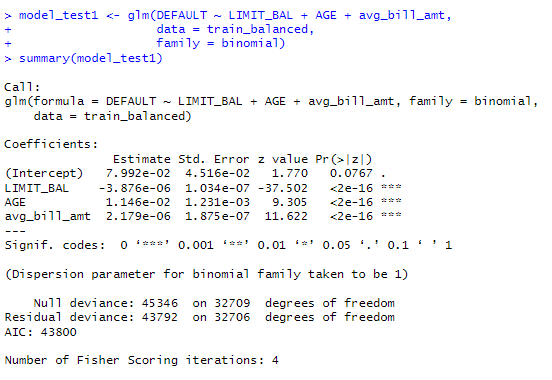 > model_test1 <- glm(DEFAULT ~ LIMIT_BAL + AGE + avg_bill_amt,
+                    data = train_balanced,
+                    family = binomial)
> summary(model_test1)

Call:
glm(formula = DEFAULT ~ LIMIT_BAL + AGE + avg_bill_amt, family = binomial,
    data = train_balanced)

Coefficients:
               Estimate Std. Error z value Pr(>|z|)
(Intercept)   7.992e-02  4.516e-02   1.770   0.0767 .
LIMIT_BAL    -3.876e-06  1.034e-07 -37.502   <2e-16 ***
AGE           1.146e-02  1.231e-03   9.305   <2e-16 ***
avg_bill_amt  2.179e-06  1.875e-07  11.622   <2e-16 ***
---
Signif. codes:  0 ‘***’ 0.001 ‘**’ 0.01 ‘*’ 0.05 ‘.’ 0.1 ‘ ’ 1

(Dispersion parameter for binomial family taken to be 1)

    Null deviance: 45346  on 32709  degrees of freedom
Residual deviance: 43792  on 32706  degrees of freedom
AIC: 43800

Number of Fisher Scoring iterations: 4